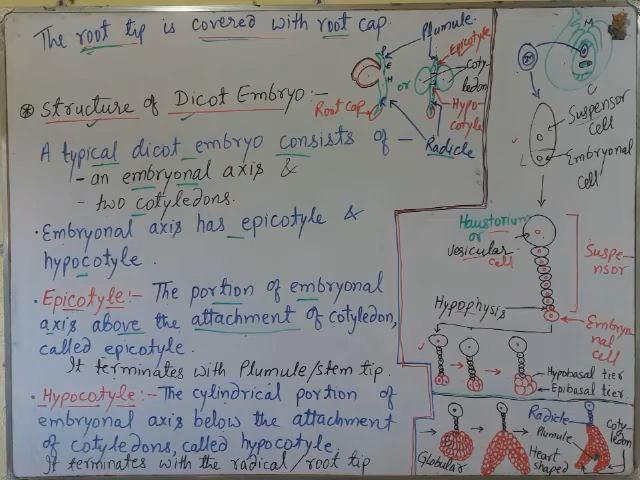 The root tip is covered with root cap.
⊛ Structure of Dicot Embryo:-
A typical dicot embryo consists of –
- an embryonal axis &
- two cotyledons.
· Embryonal axis has epicotyle &
hypocotyle.
· Epicotyle:- The portion of embryonal
axis above the attachment of cotyledon,
called epicotyle.
It terminates with Plumule/stem tip.
· Hypocotyle:- The cylindrical portion of
embryonal axis below the attachment
of cotyledons, called hypocotyle.
It terminates with the radical/root tip
Plumule
Epicotyle
Coty-
ledon
or
Hypo-
cotyle
Root cap
Radicle
M
C
Suspensor
cell
L
Embryonal
cell
Haustorium
or
vesicular cell
Suspe-
nsor
Hypophysis
Embryo-
nal
cell
Hypobasal tier
Epibasal tier
Globular
Heart
shaped
Radicle
Plumule
Coty-
ledon